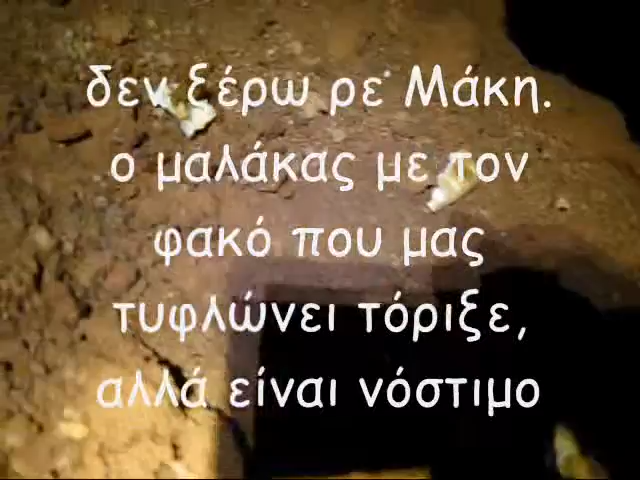 δεν ξέρω ρε Μάκη.
ο μαλάκας με τον
φακό που μας
τυφλώνει τόριξε,
αλλά είναι νόστιμο